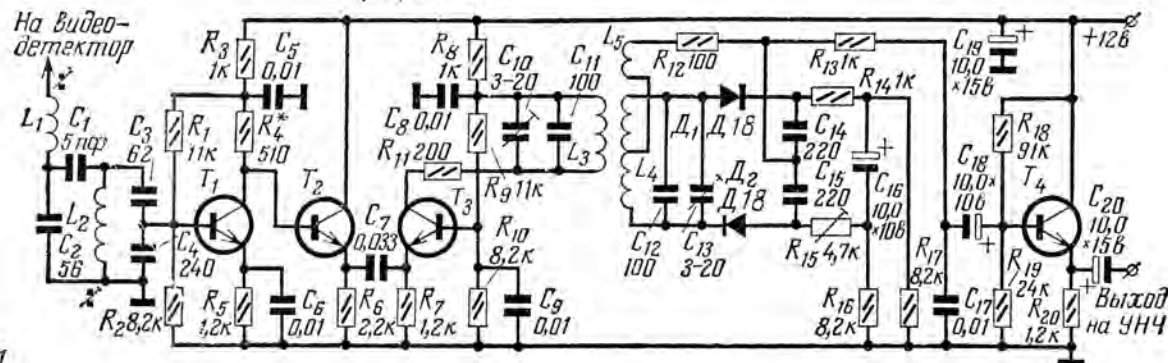 На Видео-
детектор
L1
C1
5 пф
C2
56
L2
C3
62
C4
240
R1
11к
R2 8,2к
R3
1к
R4*
510
C5
0,01
T1
R5
1,2к
C6
0,01
T2
R6
2,2к
C7
0,033
R7
1,2к
T3
R8
1к
C8
0,01
R9 11к
R10
8,2к
R11 200
C9
0,01
C10
3-20
C11
100
L3
L4
L5
R12 100
Д1
Д18
Д2
Д18
C12
100
C13
3-20
C14
220
C15
220
R13 1к
R14 1к
R15 4,7к
C16
10,0
×10в
R16
8,2к
R17
8,2к
C17
0,01
C18
10,0×
10в
+
R18
91к
R19
24к
T4
R20
1,2к
C19
10,0
×15в
+
+12в
C20
10,0
×15в
+
Выход
на УНЧ